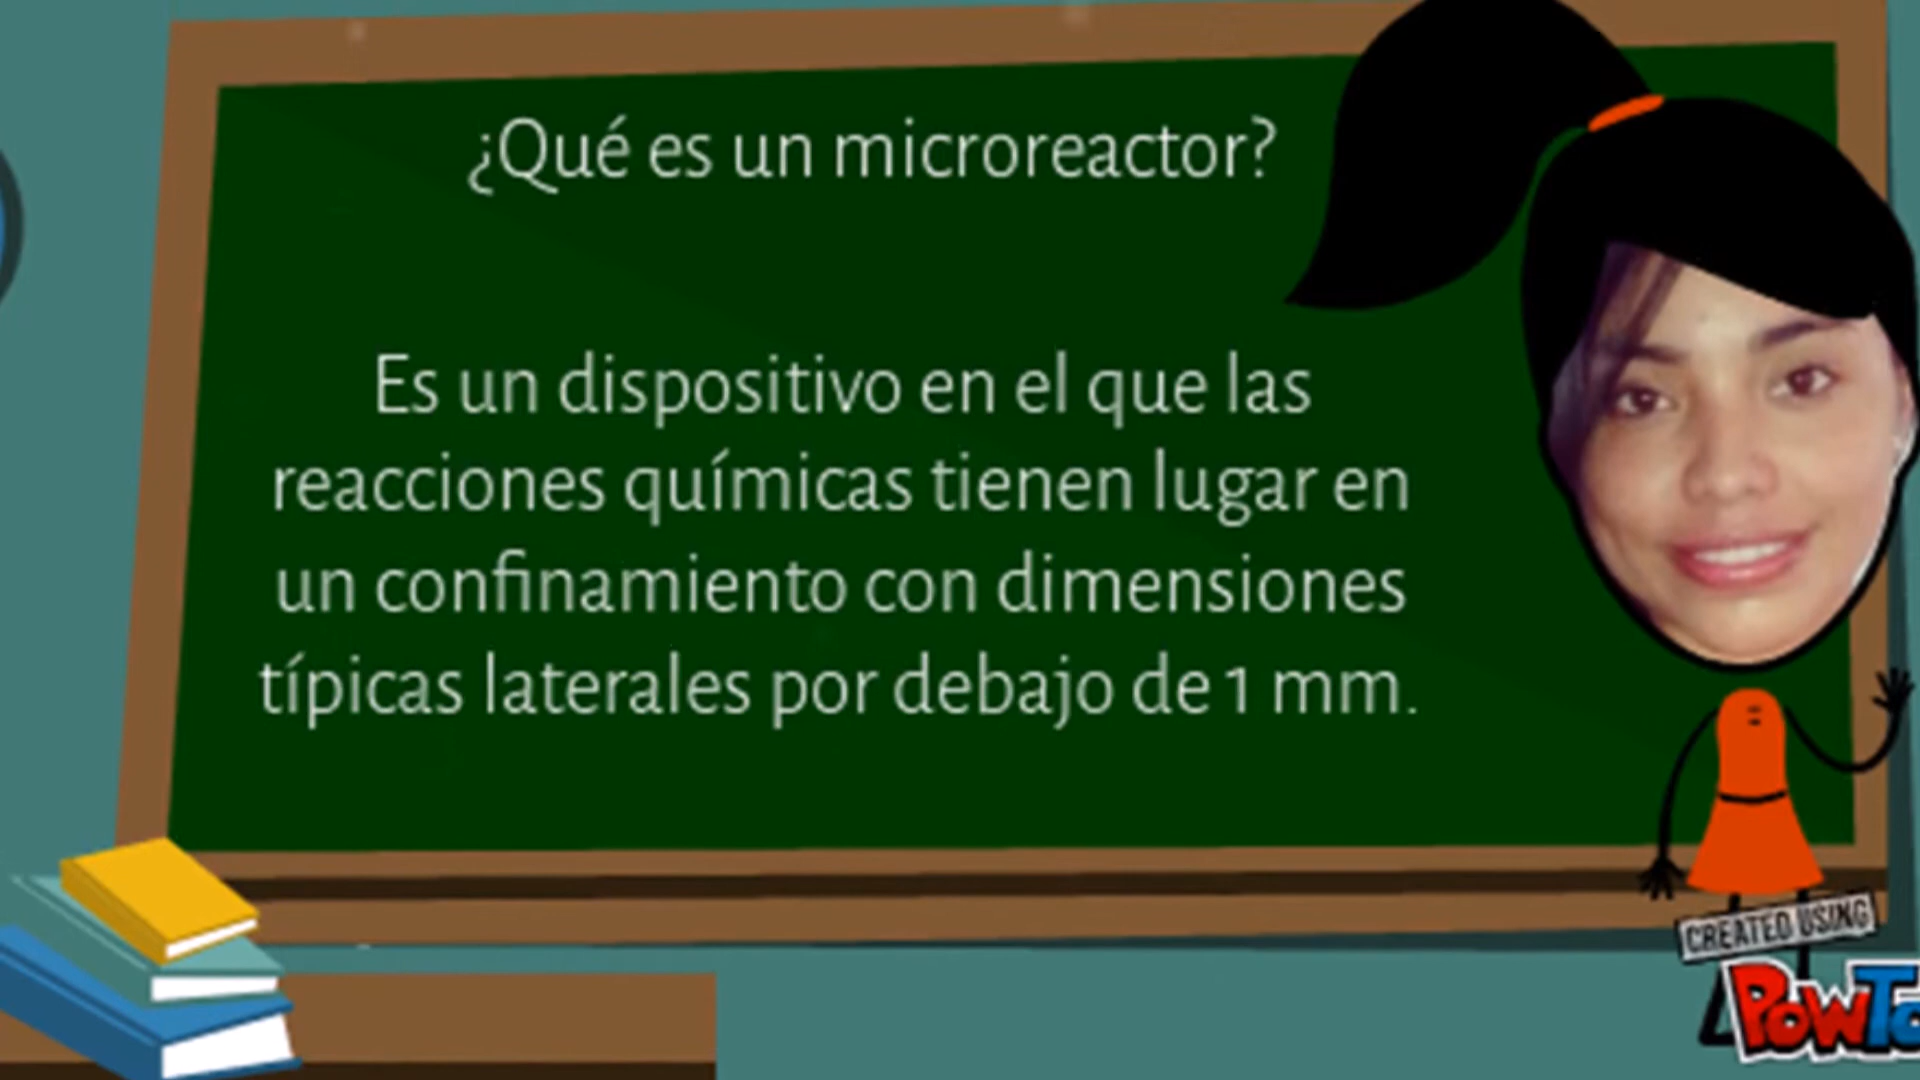 ¿Qué es un microreactor?
Es un dispositivo en el que las
reacciones químicas tienen lugar en
un confinamiento con dimensiones
típicas laterales por debajo de 1 mm.
CREATED USING